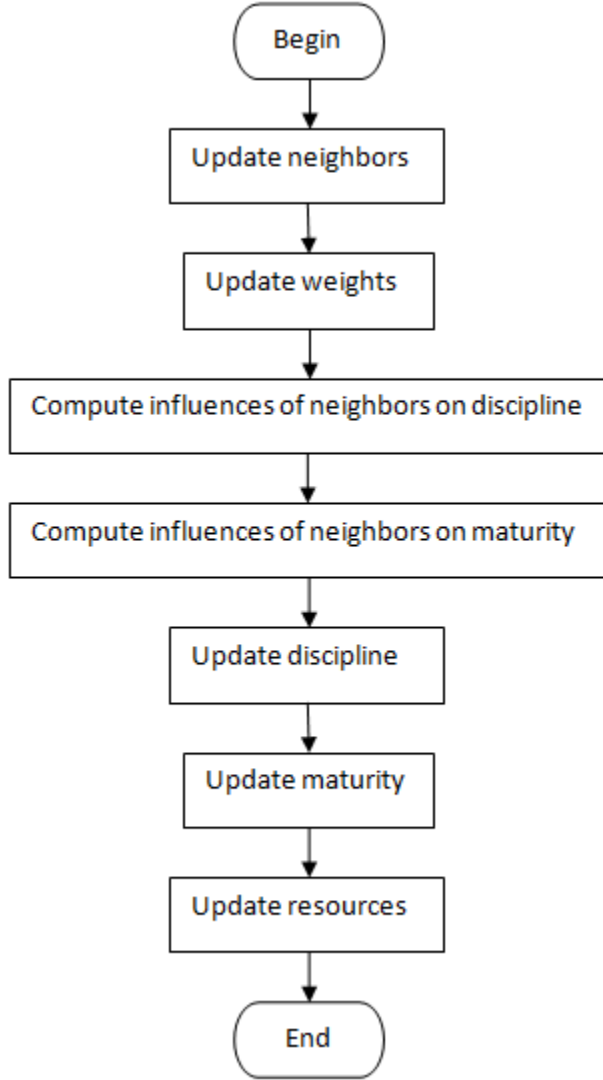 Begin
Update neighbors
Update weights
Compute influences of neighbors on discipline
Compute influences of neighbors on maturity
Update discipline
Update maturity
Update resources
End